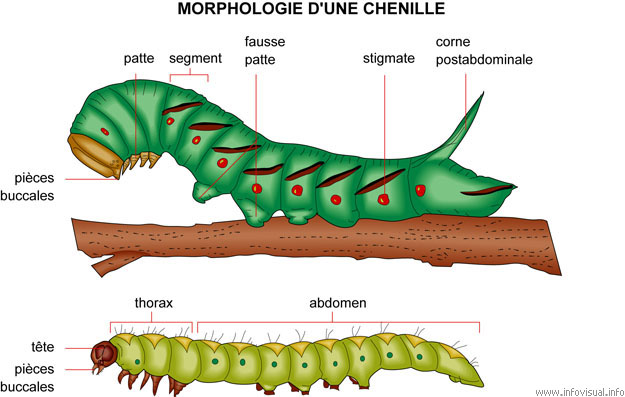 MORPHOLOGIE D'UNE CHENILLE
patte
segment
fausse
patte
stigmate
corne
postabdominale
pièces
buccales
thorax
abdomen
tête
pièces
buccales
www.infovisual.info